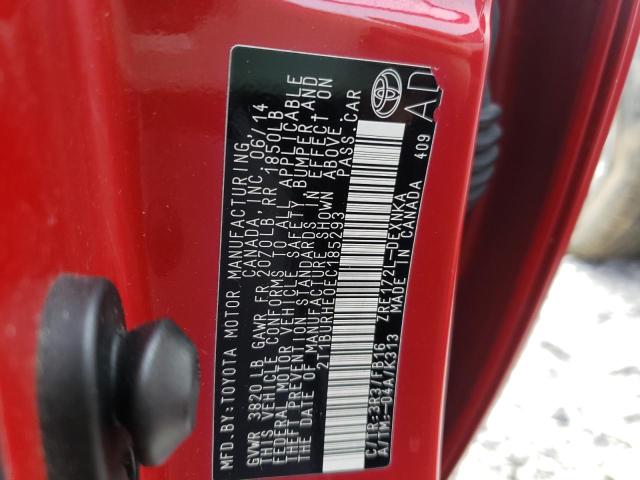 MFD.BY:TOYOTA MOTOR MANUFACTURING
CANADA, INC. 06/14
GVWR 3820 LB GAWR FR 2070LB RR 1850LB
THIS VEHICLE CONFORMS TO ALL APPLICABLE
FEDERAL MOTOR VEHICLE SAFETY, BUMPER, AND
THEFT PREVENTION STANDARDS IN EFFECT ON
THE DATE OF MANUFACTURE SHOWN ABOVE.
2T1BURHE0EC185293 PASS.CAR
C/TR:3R3/FB16 ZRE172L-DEXNKA
A/TM:-04A/K313 MADE IN CANADA 409